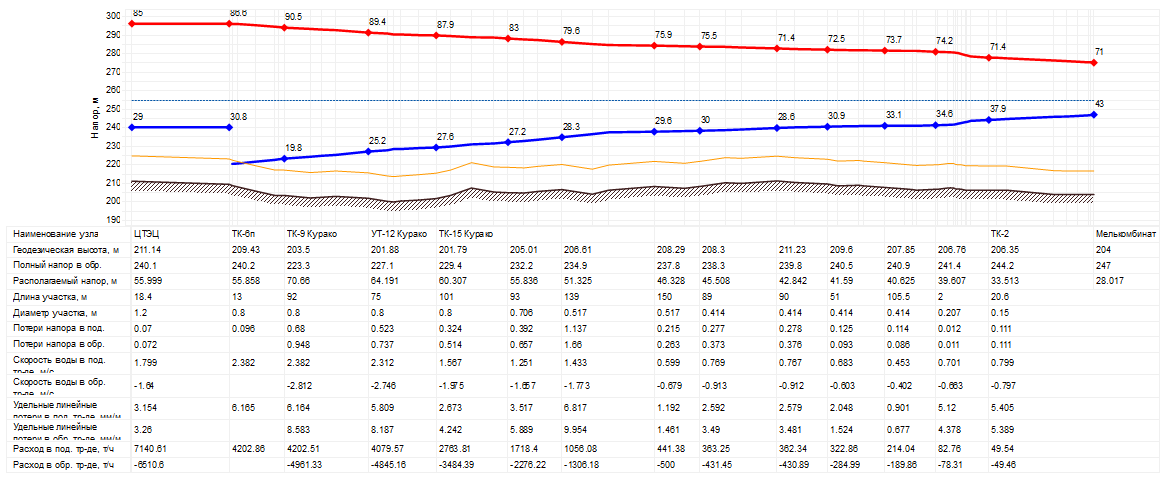 300
290
280
270
260
250
240
230
220
210
200
190
Напор, м
85 86.6 90.5 89.4 87.9 83 79.6 75.9 75.5 71.4 72.5 73.7 74.2 71.4 71
29 30.8 19.8 25.2 27.6 27.2 28.3 29.6 30 28.6 30.9 33.1 34.6 37.9 43
Наименование узла ЦТЭЦ ТК-6п ТК-9 Курако УТ-12 Курако ТК-15 Курако ТК-2 Мелькомбинат
Геодезическая высота, м 211.14 209.43 203.5 201.88 201.79 205.01 206.61 208.29 208.3 211.23 209.6 207.85 206.76 206.35 204
Полный напор в обр. 240.1 240.2 223.3 227.1 229.4 232.2 234.9 237.8 238.3 239.8 240.5 240.9 241.4 244.2 247
Располагаемый напор, м 55.999 55.858 70.66 64.191 60.307 55.836 51.325 46.328 45.508 42.842 41.59 40.625 39.607 33.513 28.017
Длина участка, м 18.4 13 92 75 101 93 139 150 89 90 51 105.5 2 20.6
Диаметр участка, м 1.2 0.8 0.8 0.8 0.8 0.706 0.517 0.517 0.414 0.414 0.414 0.414 0.207 0.15
Потери напора в под. 0.07 0.096 0.68 0.523 0.324 0.392 1.137 0.215 0.277 0.278 0.125 0.114 0.012 0.111
Потери напора в обр. 0.072 0.948 0.737 0.514 0.657 1.66 0.263 0.373 0.376 0.093 0.086 0.011 0.111
Скорость воды в под. 1.799 2.382 2.382 2.312 1.567 1.251 1.433 0.599 0.769 0.767 0.683 0.453 0.701 0.799
тр-де, м/с
Скорость воды в обр. -1.64 -2.812 -2.746 -1.975 -1.657 -1.773 -0.679 -0.913 -0.912 -0.603 -0.402 -0.663 -0.797
тр-де, м/с
Удельные линейные 3.154 6.165 6.164 5.809 2.673 3.517 6.817 1.192 2.592 2.579 2.048 0.901 5.12 5.405
потери в под. тр-де, мм/м
Удельные линейные 3.26 8.583 8.187 4.242 5.889 9.954 1.461 3.49 3.481 1.524 0.677 4.378 5.389
потери в обр. тр-де, мм/м
Расход в под. тр-де, т/ч 7140.61 4202.86 4202.51 4079.57 2763.81 1718.4 1056.08 441.38 363.25 362.34 322.86 214.04 82.76 49.54
Расход в обр. тр-де, т/ч -6510.6 -4961.33 -4845.16 -3484.39 -2276.22 -1306.18 -500 -431.45 -430.89 -284.99 -189.86 -78.31 -49.46